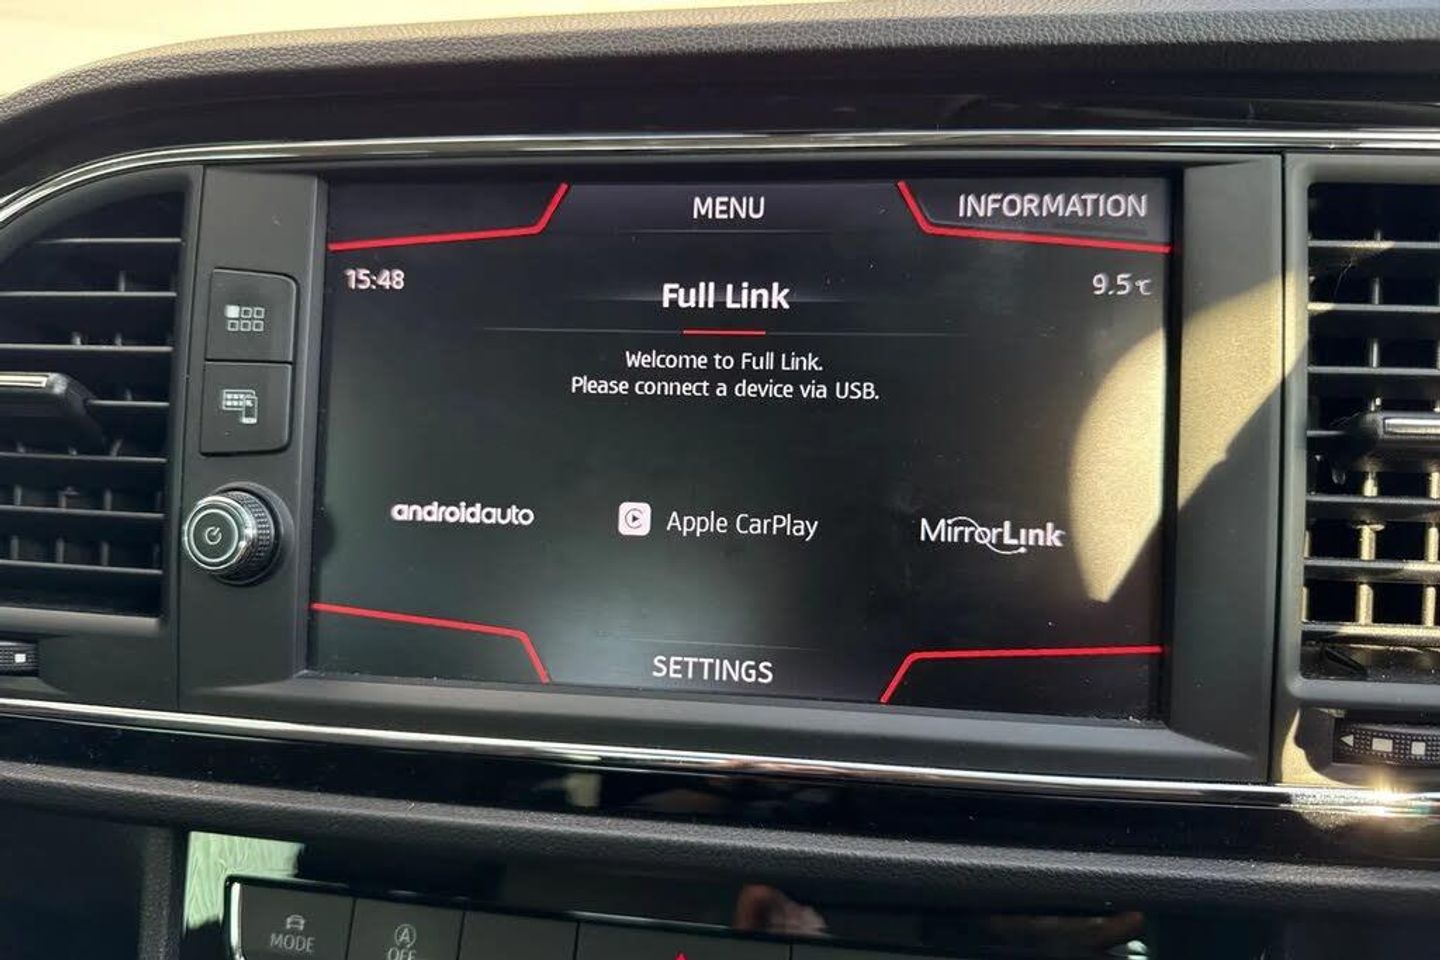 MENU
INFORMATION
15:48
9.5℃
Full Link
Welcome to Full Link.
Please connect a device via USB.
androidauto
Apple CarPlay
MirrorLink
SETTINGS
MODE
A
OFF